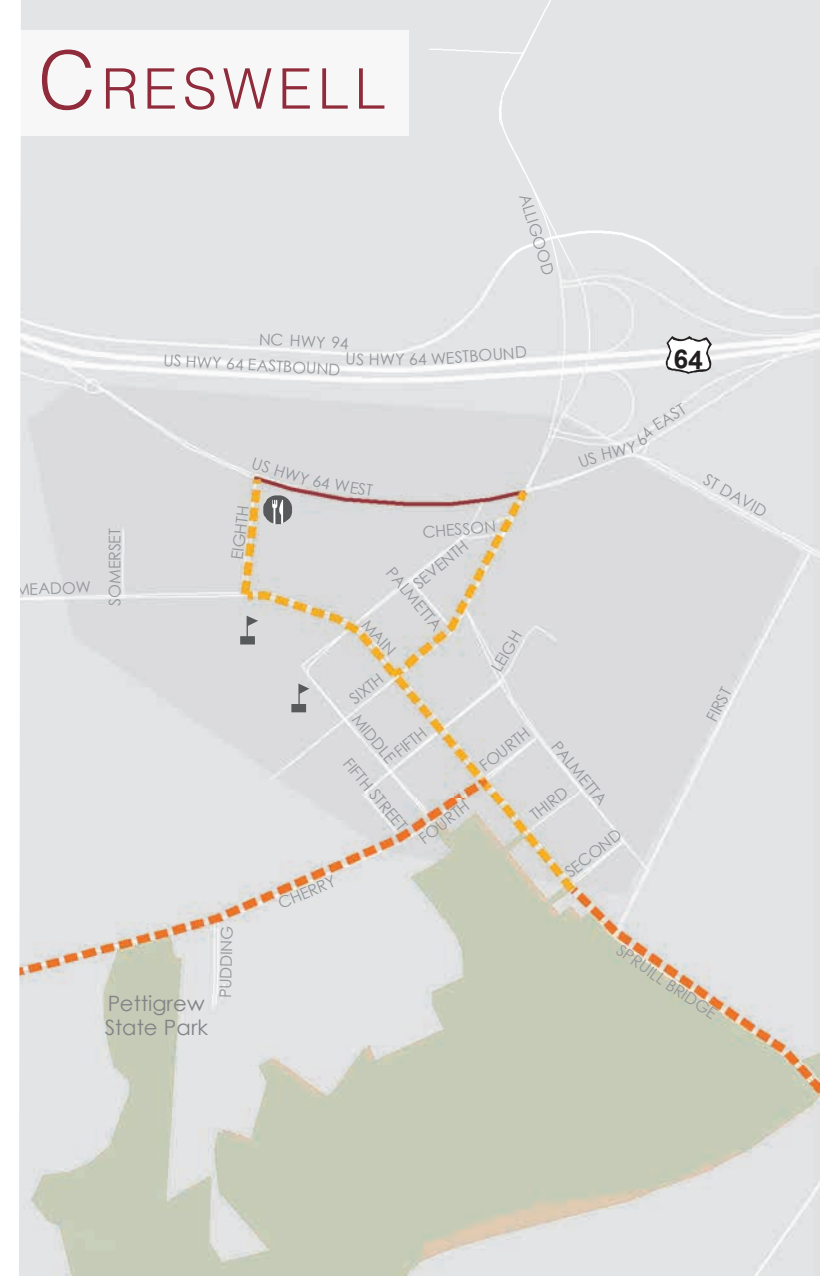 CRESWELL
ALLIGOOD
NC HWY 94
US HWY 64 WESTBOUND
US HWY 64 EASTBOUND
64
US HWY 64 EAST
US HWY 64 WEST
ST DAVID
CHESSON
EIGHTH
SOMERSET
SEVENTH
MEADOW
PALMETTA
MAIN
LEIGH
SIXTH
FIRST
MIDDLE
FIFTH
FOURTH
PALMETTA
FIFTH STREET
THIRD
FOURTH
SECOND
CHERRY
PUDDING
SPRUILL BRIDGE
Pettigrew
State Park